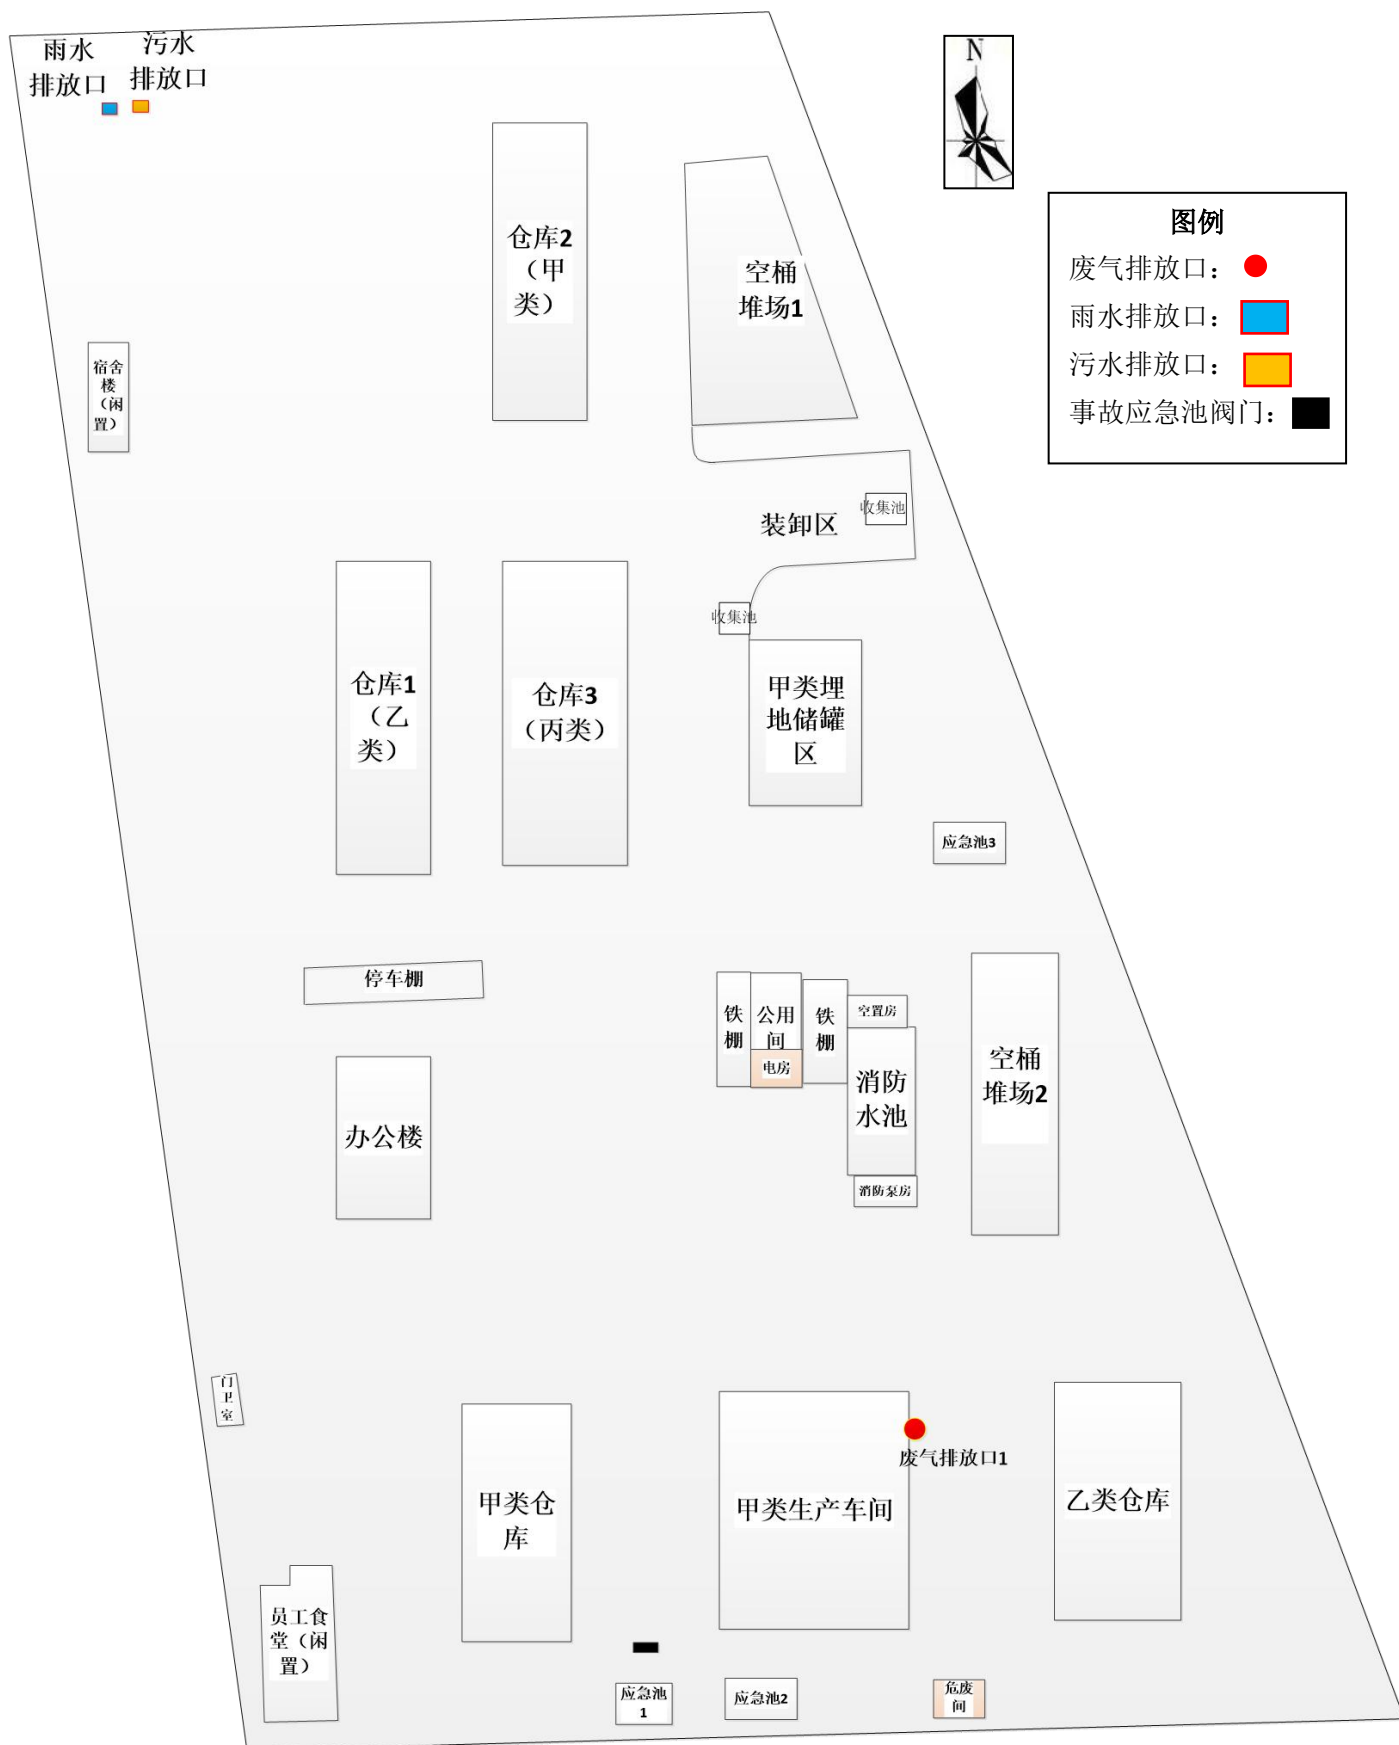 雨水
排放口
污水
排放口
N
图例
废气排放口：
雨水排放口：
污水排放口：
事故应急池阀门：
仓库2
（甲
类）
空桶
堆场1
宿舍
楼
（闲
置）
收集池
装卸区
收集池
仓库1
（乙
类）
仓库3
（丙类）
甲类埋
地储罐
区
应急池3
停车棚
铁
棚
公用
间
电房
铁
棚
空置房
消防
水池
消防泵房
空桶
堆场2
办公楼
门
卫
室
甲类仓
库
甲类生产车间
废气排放口1
乙类仓库
员工食
堂（闲
置）
应急池
1
应急池2
危废
间